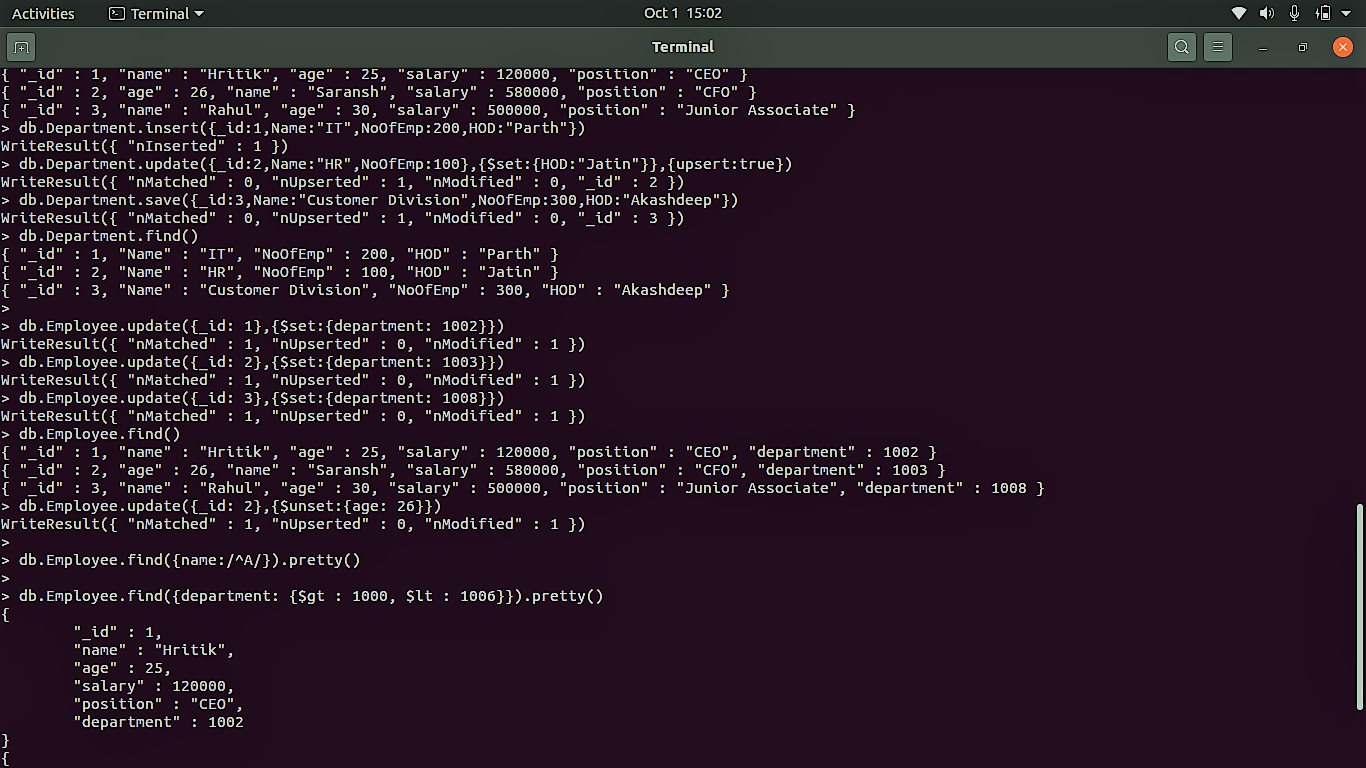 Activities Terminal Oct 1 15:02
Terminal
{ "_id" : 1, "name" : "Hritik", "age" : 25, "salary" : 120000, "position" : "CEO" }
{ "_id" : 2, "age" : 26, "name" : "Saransh", "salary" : 580000, "position" : "CFO" }
{ "_id" : 3, "name" : "Rahul", "age" : 30, "salary" : 500000, "position" : "Junior Associate" }
> db.Department.insert({_id:1,Name:"IT",NoOfEmp:200,HOD:"Parth"})
WriteResult({ "nInserted" : 1 })
> db.Department.update({_id:2,Name:"HR",NoOfEmp:100},{$set:{HOD:"Jatin"}},{upsert:true})
WriteResult({ "nMatched" : 0, "nUpserted" : 1, "nModified" : 0, "_id" : 2 })
> db.Department.save({_id:3,Name:"Customer Division",NoOfEmp:300,HOD:"Akashdeep"})
WriteResult({ "nMatched" : 0, "nUpserted" : 1, "nModified" : 0, "_id" : 3 })
> db.Department.find()
{ "_id" : 1, "Name" : "IT", "NoOfEmp" : 200, "HOD" : "Parth" }
{ "_id" : 2, "Name" : "HR", "NoOfEmp" : 100, "HOD" : "Jatin" }
{ "_id" : 3, "Name" : "Customer Division", "NoOfEmp" : 300, "HOD" : "Akashdeep" }
>
> db.Employee.update({_id: 1},{$set:{department: 1002}})
WriteResult({ "nMatched" : 1, "nUpserted" : 0, "nModified" : 1 })
> db.Employee.update({_id: 2},{$set:{department: 1003}})
WriteResult({ "nMatched" : 1, "nUpserted" : 0, "nModified" : 1 })
> db.Employee.update({_id: 3},{$set:{department: 1008}})
WriteResult({ "nMatched" : 1, "nUpserted" : 0, "nModified" : 1 })
> db.Employee.find()
{ "_id" : 1, "name" : "Hritik", "age" : 25, "salary" : 120000, "position" : "CEO", "department" : 1002 }
{ "_id" : 2, "age" : 26, "name" : "Saransh", "salary" : 580000, "position" : "CFO", "department" : 1003 }
{ "_id" : 3, "name" : "Rahul", "age" : 30, "salary" : 500000, "position" : "Junior Associate", "department" : 1008 }
> db.Employee.update({_id: 2},{$unset:{age: 26}})
WriteResult({ "nMatched" : 1, "nUpserted" : 0, "nModified" : 1 })
>
> db.Employee.find({name:/^A/}).pretty()
>
> db.Employee.find({department: {$gt : 1000, $lt : 1006}}).pretty()
{
"_id" : 1,
"name" : "Hritik",
"age" : 25,
"salary" : 120000,
"position" : "CEO",
"department" : 1002
}
{